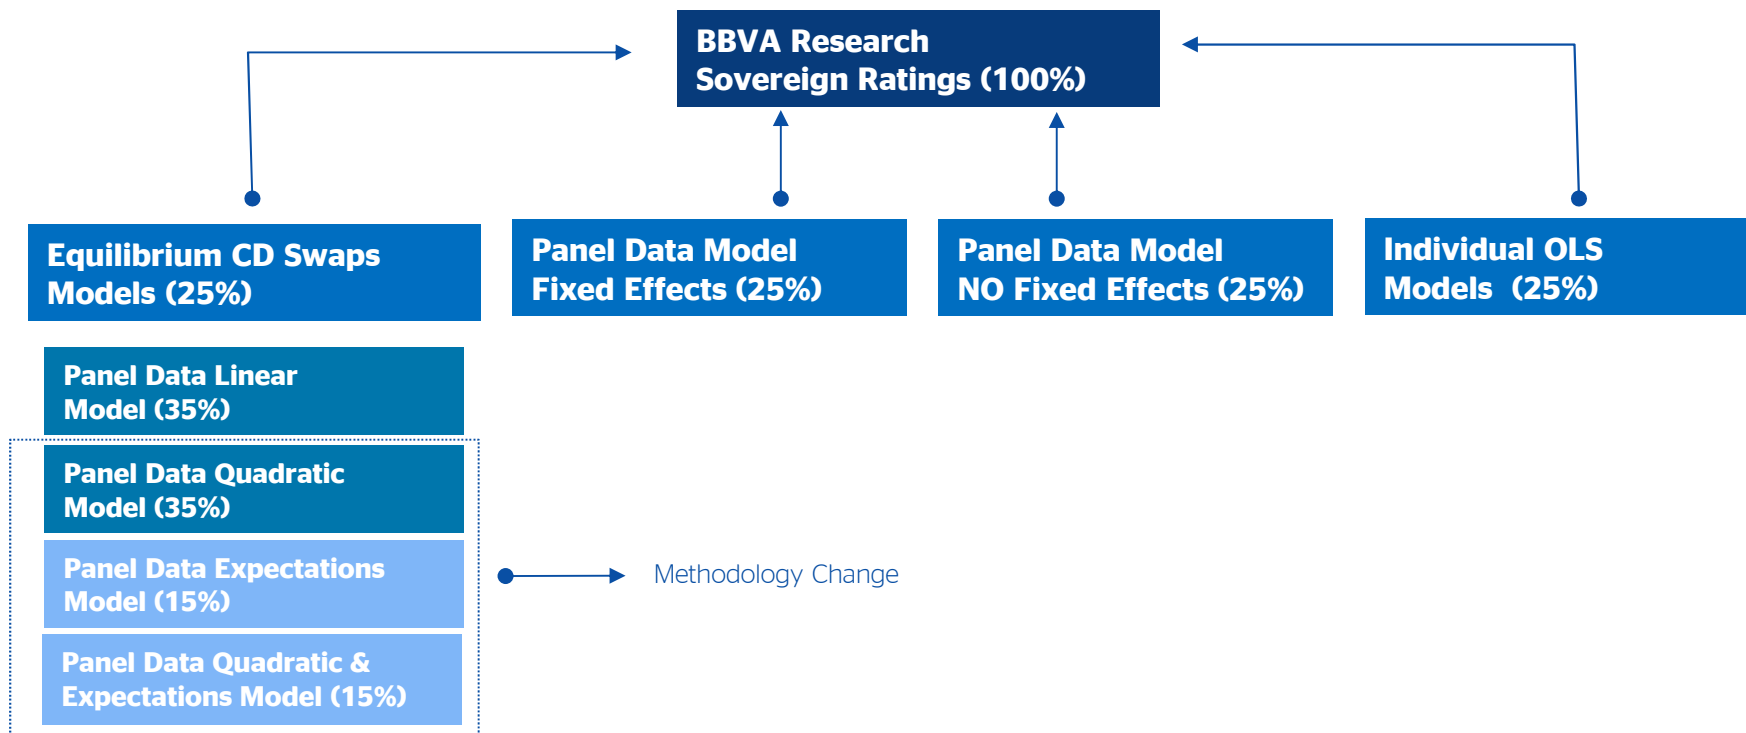 BBVA Research
Sovereign Ratings (100%)
Equilibrium CD Swaps
Models (25%)
Panel Data Model
Fixed Effects (25%)
Panel Data Model
NO Fixed Effects (25%)
Individual OLS
Models (25%)
Panel Data Linear
Model (35%)
Panel Data Quadratic
Model (35%)
Panel Data Expectations
Model (15%)
Methodology Change
Panel Data Quadratic &
Expectations Model (15%)